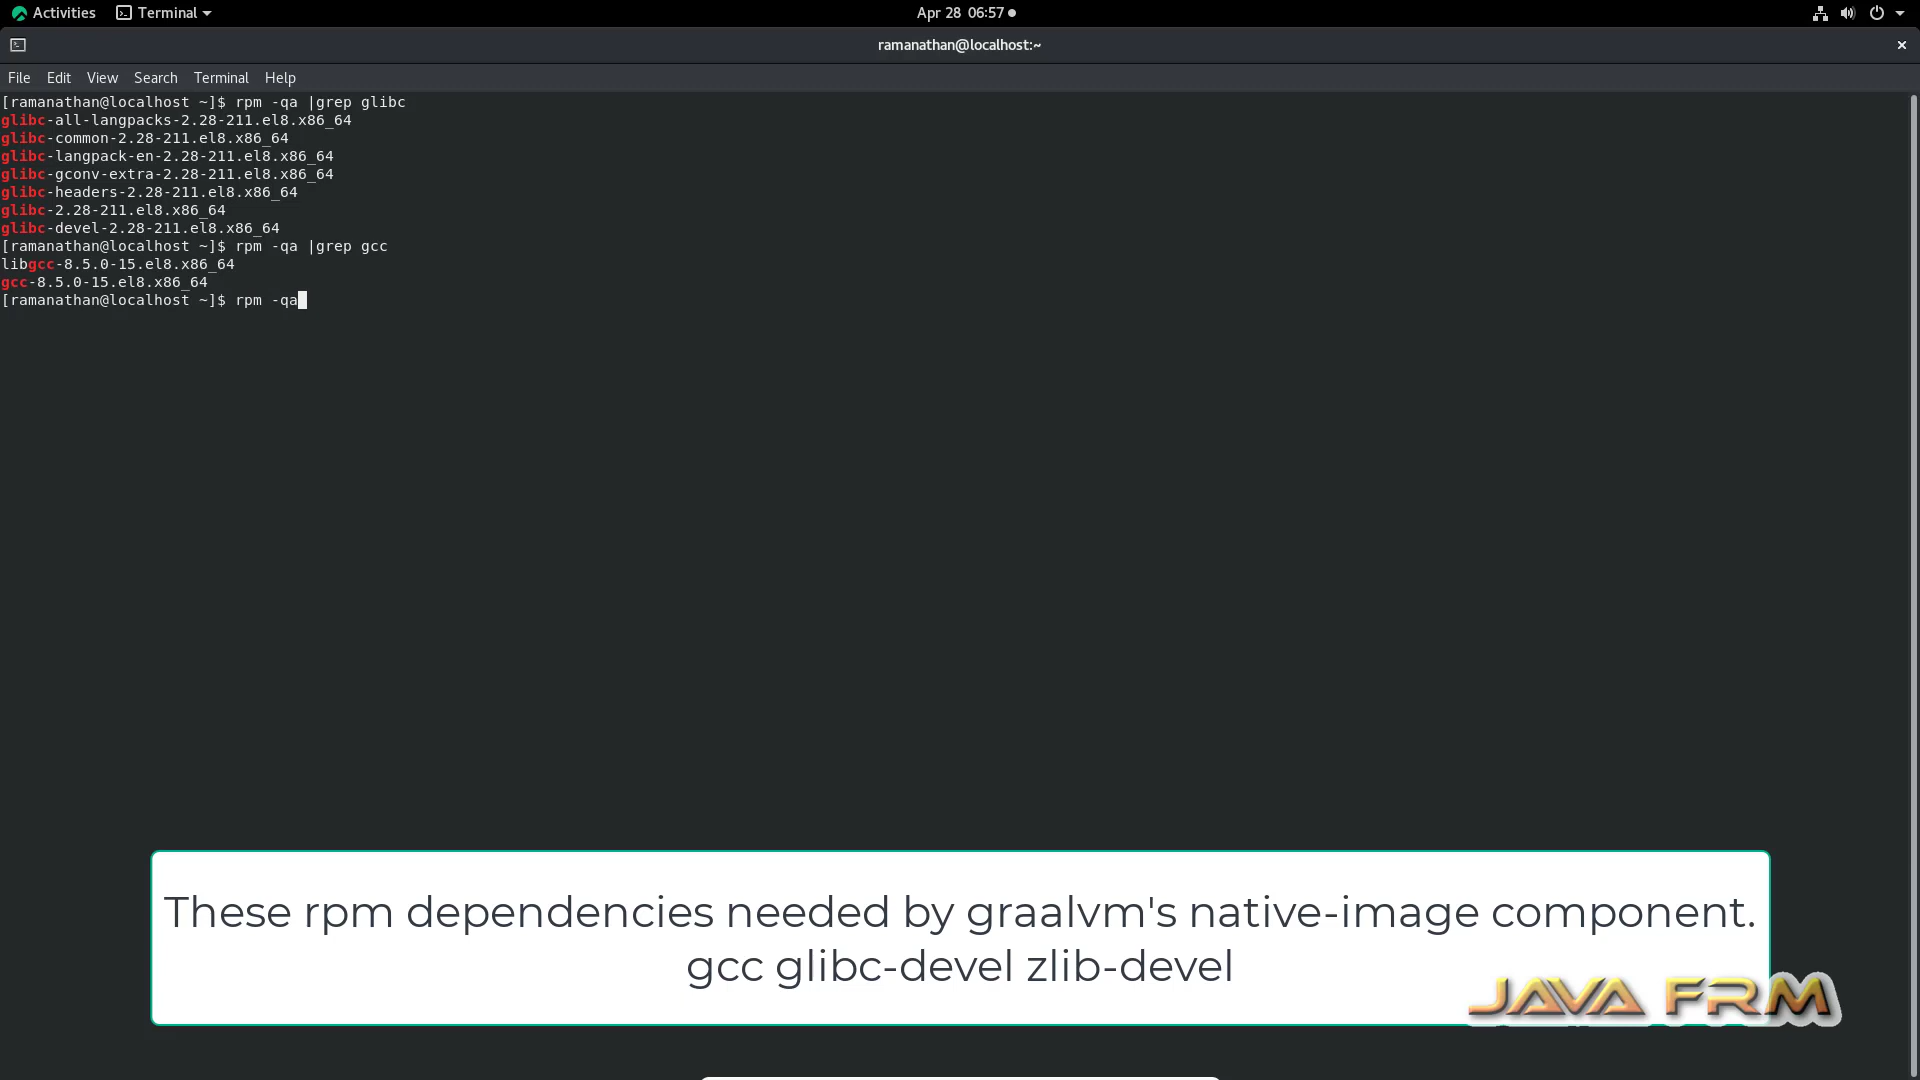 Activities Terminal Apr 28 06:57
ramanathan@localhost:~
File Edit View Search Terminal Help
[ramanathan@localhost ~]$ rpm -qa |grep glibc
glibc-all-langpacks-2.28-211.el8.x86_64
glibc-common-2.28-211.el8.x86_64
glibc-langpack-en-2.28-211.el8.x86_64
glibc-gconv-extra-2.28-211.el8.x86_64
glibc-headers-2.28-211.el8.x86_64
glibc-2.28-211.el8.x86_64
glibc-devel-2.28-211.el8.x86_64
[ramanathan@localhost ~]$ rpm -qa |grep gcc
libgcc-8.5.0-15.el8.x86_64
gcc-8.5.0-15.el8.x86_64
[ramanathan@localhost ~]$ rpm -qa
These rpm dependencies needed by graalvm's native-image component.
gcc glibc-devel zlib-devel
JAVA FRM